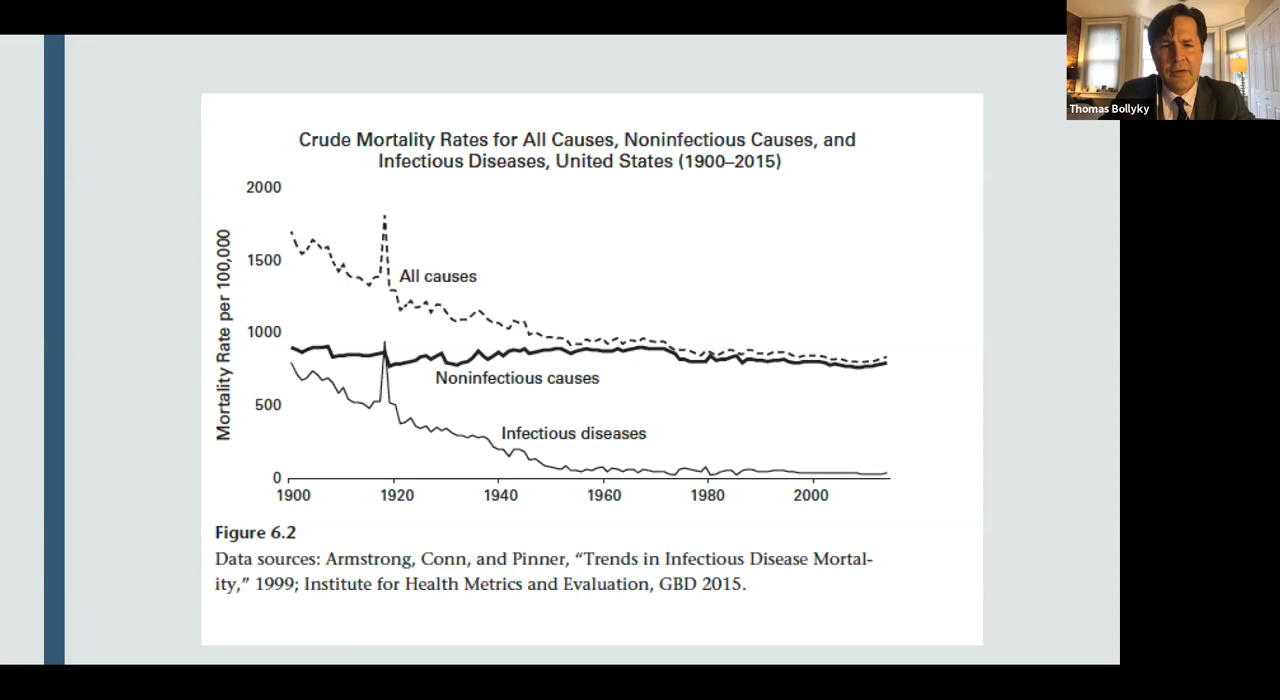 Thomas Bollyky
Crude Mortality Rates for All Causes, Noninfectious Causes, and
Infectious Diseases, United States (1900–2015)
Mortality Rate per 100,000
2000
1500
1000
500
0
All causes
Noninfectious causes
Infectious diseases
1900 1920 1940 1960 1980 2000
Figure 6.2
Data sources: Armstrong, Conn, and Pinner, “Trends in Infectious Disease Mortal-
ity,” 1999; Institute for Health Metrics and Evaluation, GBD 2015.